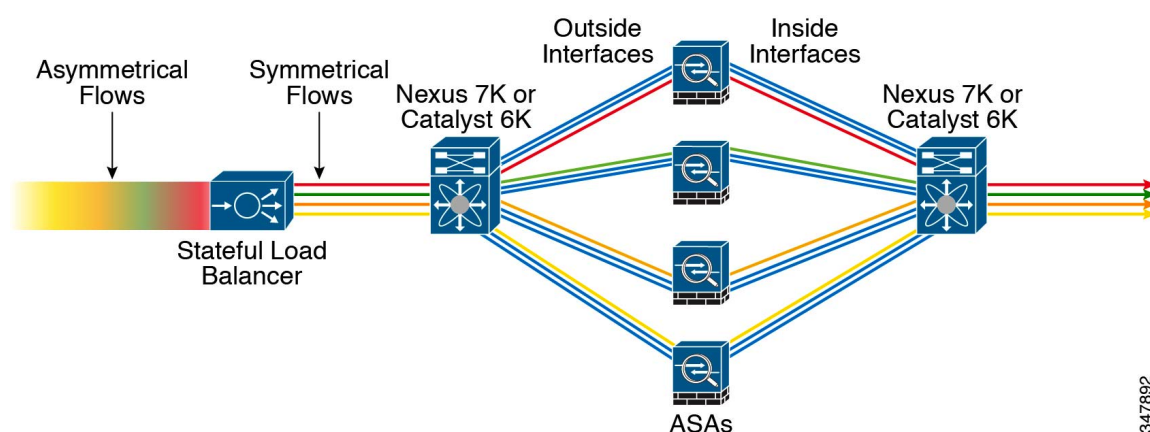 Asymmetrical
Flows
Symmetrical
Flows
Nexus 7K or
Catalyst 6K
Outside
Interfaces
Inside
Interfaces
Nexus 7K or
Catalyst 6K
Stateful Load
Balancer
ASAs
347892